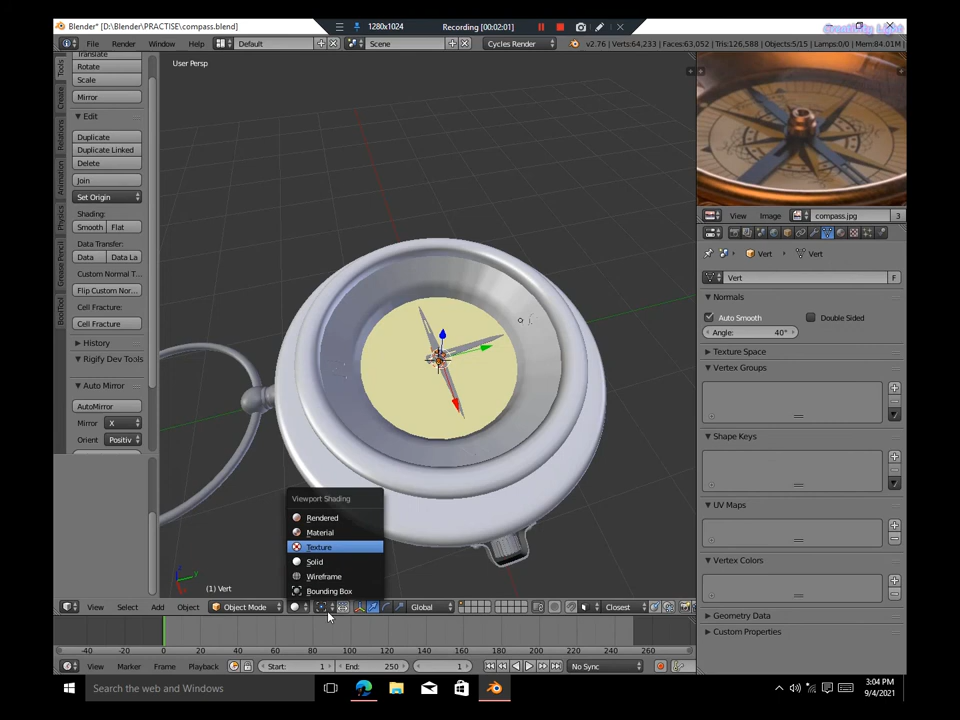 1280x1024
Recording [00:02:01]
Blender* [D:\Blender\PRACTISE\compass.blend]
File
Render
Window
Help
Default
Scene
Cycles Render
v2.76 | Verts:64,233 | Faces:63,052 | Tris:126,588 | Objects:5/15 | Lamps:0/0 | Mem:84.01M
Tools
Create
Relations
Animation
Physics
Grease Pencil
BoolTool
Translate
Rotate
Scale
Mirror
Edit
Duplicate
Duplicate Linked
Delete
Join
Set Origin
Shading:
Smooth Flat
Data Transfer:
Data Data La
Custom Normal T...
Flip Custom Nor...
Cell Fracture:
Cell Fracture
History
Rigify Dev Tools
Auto Mirror
AutoMirror
Mirror X
Orient Positiv
User Persp
(1) Vert
Viewport Shading
Rendered
Material
Texture
Solid
Wireframe
Bounding Box
View
Select
Add
Object
Object Mode
Global
Closest
View
Image
compass.jpg
3
Vert
Vert
Vert
F
Normals
Auto Smooth
Double Sided
Angle: 40°
Texture Space
Vertex Groups
Shape Keys
UV Maps
Vertex Colors
Geometry Data
Custom Properties
-40 -20 0 20 40 60 80 100 120 140 160 180 200 220 240 260
View
Marker
Frame
Playback
Start: 1
End: 250
1
No Sync
Search the web and Windows
3:04 PM
9/4/2021